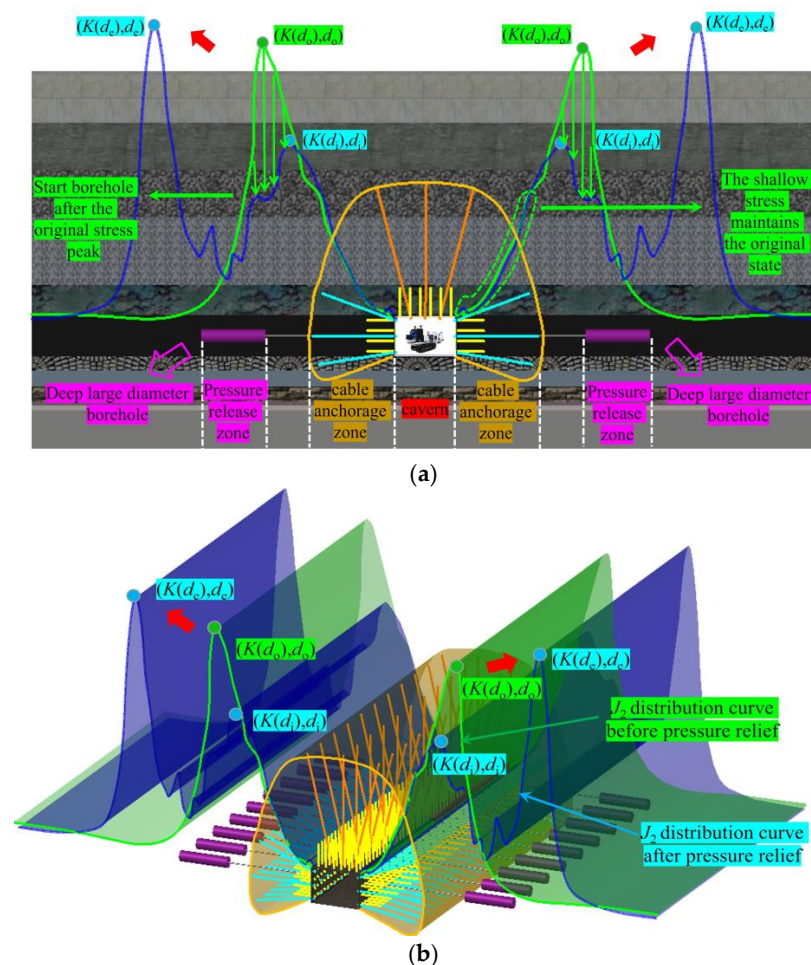 (K(dₑ),dₑ)
(K(dₒ),dₒ)
(K(dₒ),dₒ)
(K(dₑ),dₑ)
(K(dᵢ),dᵢ)
(K(dᵢ),dᵢ)
Start borehole
after the
original stress
peak
The shallow
stress
maintains
the original
state
Deep large diameter
borehole
Pressure
release
zone
cable
anchorage
zone
cavern
cable
anchorage
zone
Pressure
release
zone
Deep large diameter
borehole
(a)
(K(dₑ),dₑ)
(K(dₒ),dₒ)
(K(dᵢ),dᵢ)
(K(dₑ),dₑ)
(K(dₒ),dₒ)
(K(dᵢ),dᵢ)
J₂ distribution curve
before pressure relief
J₂ distribution curve
after pressure relief
(b)